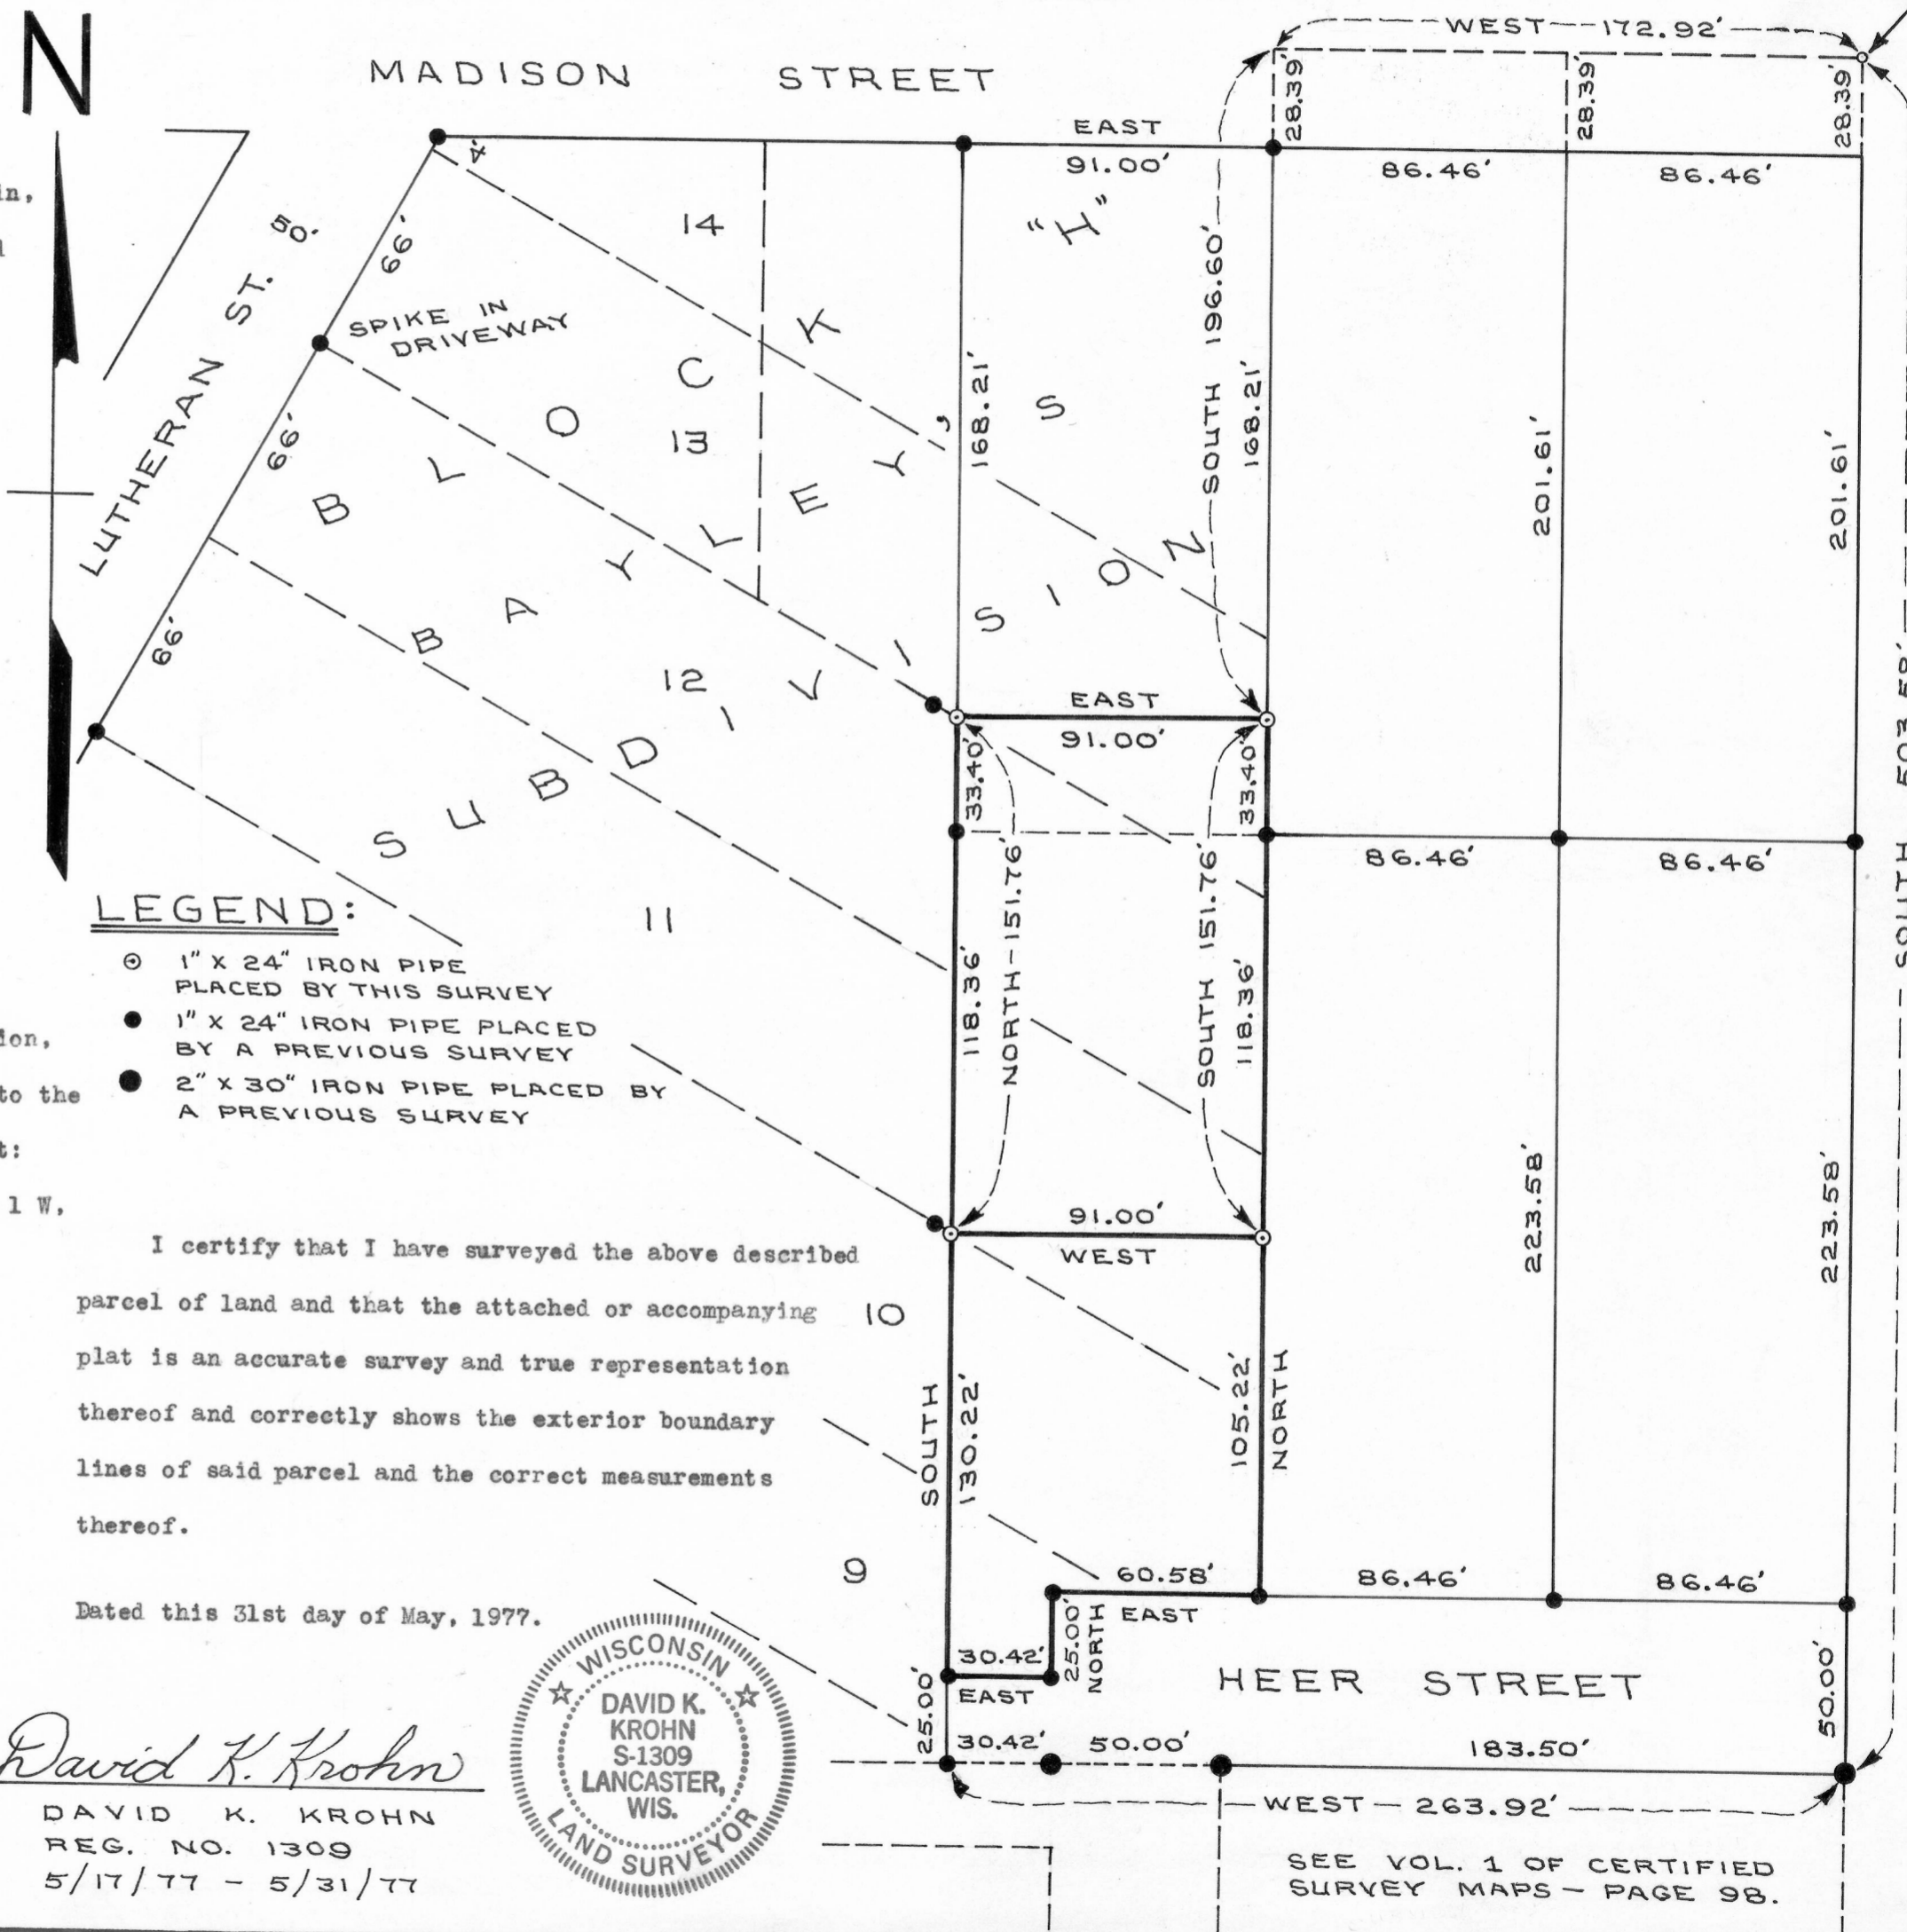 N
MADISON STREET
WEST 172.92'
28.39'
28.39'
28.39'
EAST
91.00'
86.46'
86.46'
4'
66'
50'
14
"H"
in,
LUTHERAN ST.
SPIKE IN
DRIVEWAY
66'
66'
BLOCK
13
BAYLEY'S
12
SUBDIVISION
168.21'
SOUTH 196.60'
168.21'
201.61'
201.61'
EAST
91.00'
33.40'
33.40'
86.46'
86.46'
11
118.36'
NORTH-151.76'
SOUTH 151.76'
118.36'
LEGEND:
1" X 24" IRON PIPE
PLACED BY THIS SURVEY
1" X 24" IRON PIPE PLACED
BY A PREVIOUS SURVEY
2" X 30" IRON PIPE PLACED BY
A PREVIOUS SURVEY
ion,
to the
t:
1 W,
91.00'
WEST
223.58'
223.58'
I certify that I have surveyed the above described
parcel of land and that the attached or accompanying
plat is an accurate survey and true representation
thereof and correctly shows the exterior boundary
lines of said parcel and the correct measurements
thereof.
Dated this 31st day of May, 1977.
10
SOUTH
130.22'
105.22'
NORTH
9
60.58'
EAST
86.46'
86.46'
25.00'
NORTH
30.42'
EAST
25.00'
HEER STREET
50.00'
30.42'
50.00'
183.50'
WEST - 263.92'
SOUTH
SEE VOL. 1 OF CERTIFIED
SURVEY MAPS - PAGE 98.
WISCONSIN
DAVID K.
KROHN
S-1309
LANCASTER,
WIS.
LAND SURVEYOR
David K. Krohn
DAVID K. KROHN
REG. NO. 1309
5/17/77 - 5/31/77